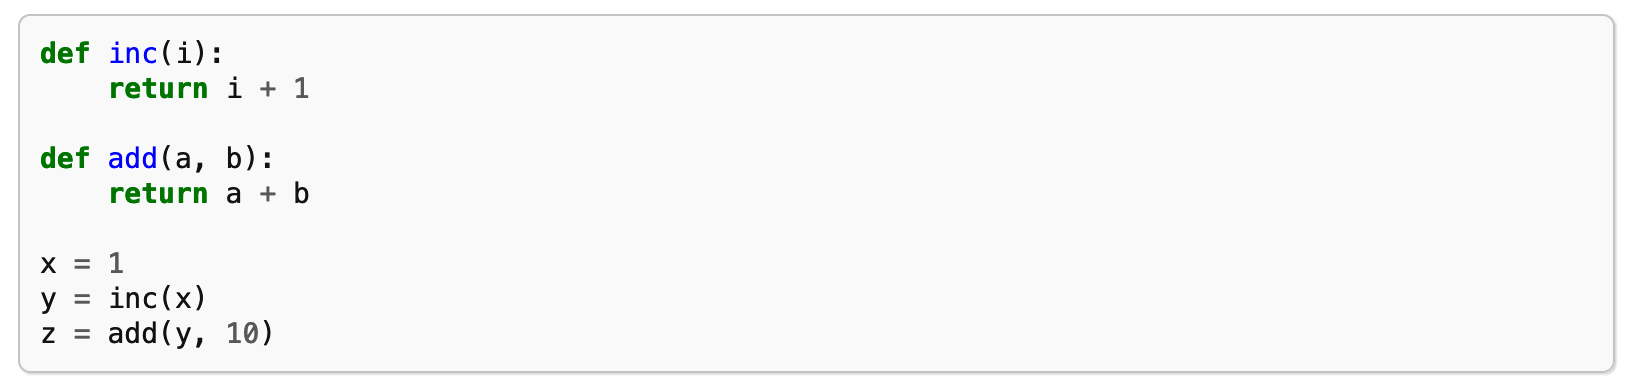 def inc(i):
    return i + 1

def add(a, b):
    return a + b

x = 1
y = inc(x)
z = add(y, 10)